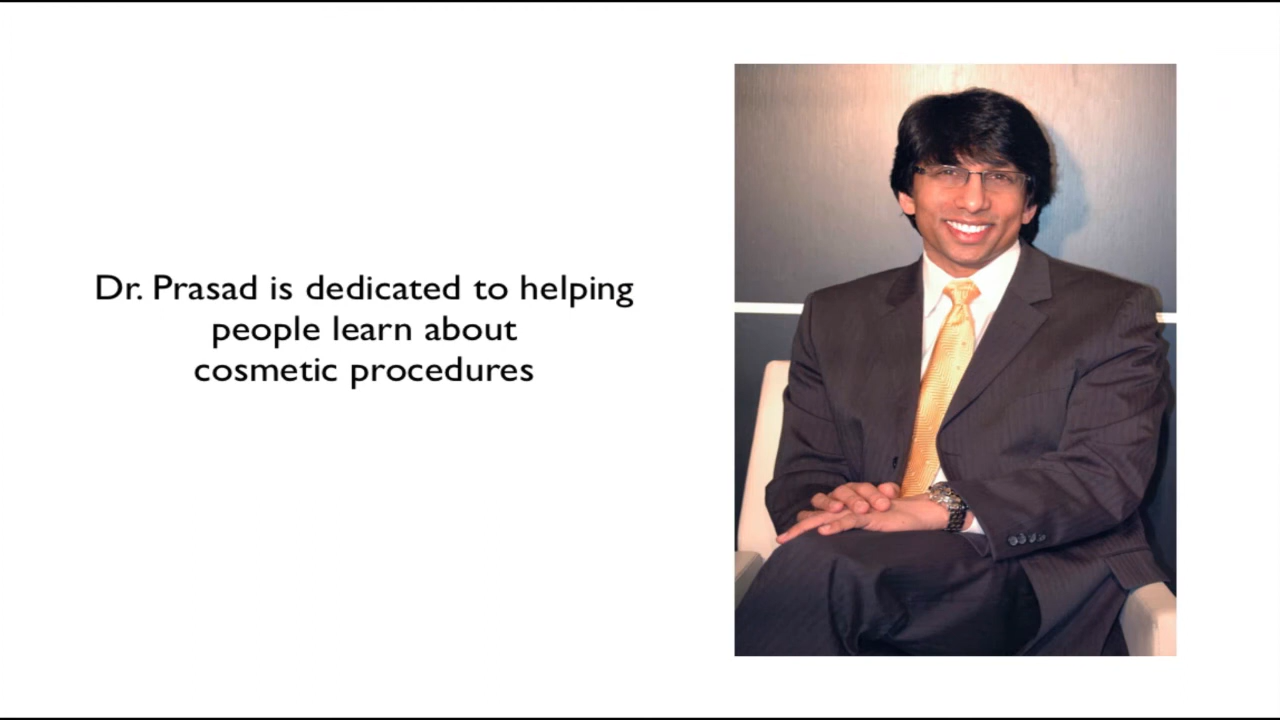 Dr. Prasad is dedicated to helping
people learn about
cosmetic procedures